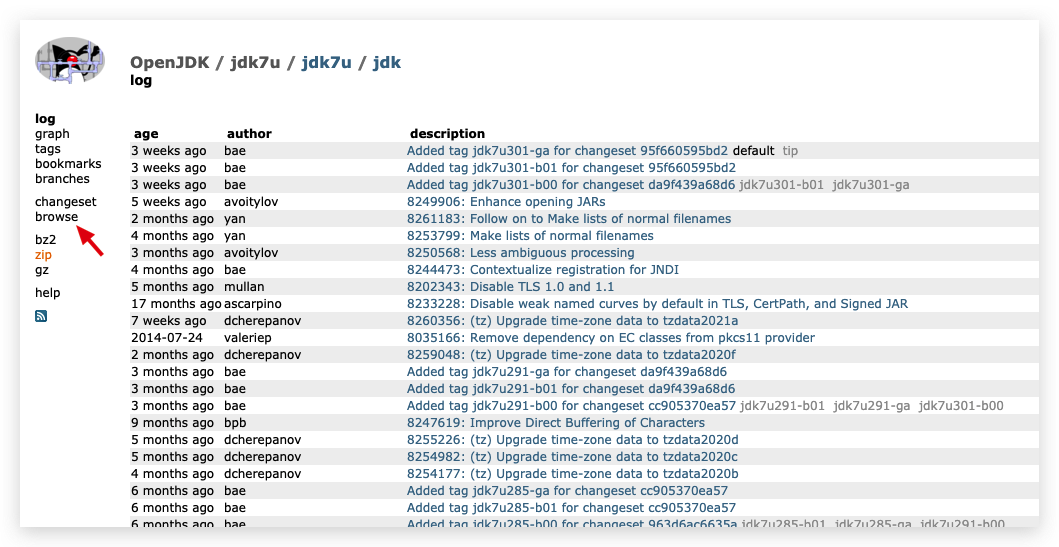 OpenJDK / jdk7u / jdk7u / jdk
log
log
graph
tags
bookmarks
branches
changeset
browse
bz2
zip
gz
help
age author description
3 weeks ago bae Added tag jdk7u301-ga for changeset 95f660595bd2 default tip
3 weeks ago bae Added tag jdk7u301-b01 for changeset 95f660595bd2
3 weeks ago bae Added tag jdk7u301-b00 for changeset da9f439a68d6 jdk7u301-b01 jdk7u301-ga
5 weeks ago avoitylov 8249906: Enhance opening JARs
2 months ago yan 8261183: Follow on to Make lists of normal filenames
4 months ago yan 8253799: Make lists of normal filenames
3 months ago avoitylov 8250568: Less ambiguous processing
4 months ago bae 8244473: Contextualize registration for JNDI
5 months ago mullan 8202343: Disable TLS 1.0 and 1.1
17 months ago ascarpino 8233228: Disable weak named curves by default in TLS, CertPath, and Signed JAR
7 weeks ago dcherepanov 8260356: (tz) Upgrade time-zone data to tzdata2021a
2014-07-24 valeriep 8035166: Remove dependency on EC classes from pkcs11 provider
2 months ago dcherepanov 8259048: (tz) Upgrade time-zone data to tzdata2020f
3 months ago bae Added tag jdk7u291-ga for changeset da9f439a68d6
3 months ago bae Added tag jdk7u291-b01 for changeset da9f439a68d6
3 months ago bae Added tag jdk7u291-b00 for changeset cc905370ea57 jdk7u291-b01 jdk7u291-ga jdk7u301-b00
9 months ago bpb 8247619: Improve Direct Buffering of Characters
5 months ago dcherepanov 8255226: (tz) Upgrade time-zone data to tzdata2020d
5 months ago dcherepanov 8254982: (tz) Upgrade time-zone data to tzdata2020c
4 months ago dcherepanov 8254177: (tz) Upgrade time-zone data to tzdata2020b
6 months ago bae Added tag jdk7u285-ga for changeset cc905370ea57
6 months ago bae Added tag jdk7u285-b01 for changeset cc905370ea57
6 months ago bae Added tag jdk7u285-b00 for changeset 963d6ac6635a jdk7u285-b01 jdk7u285-ga jdk7u291-b00